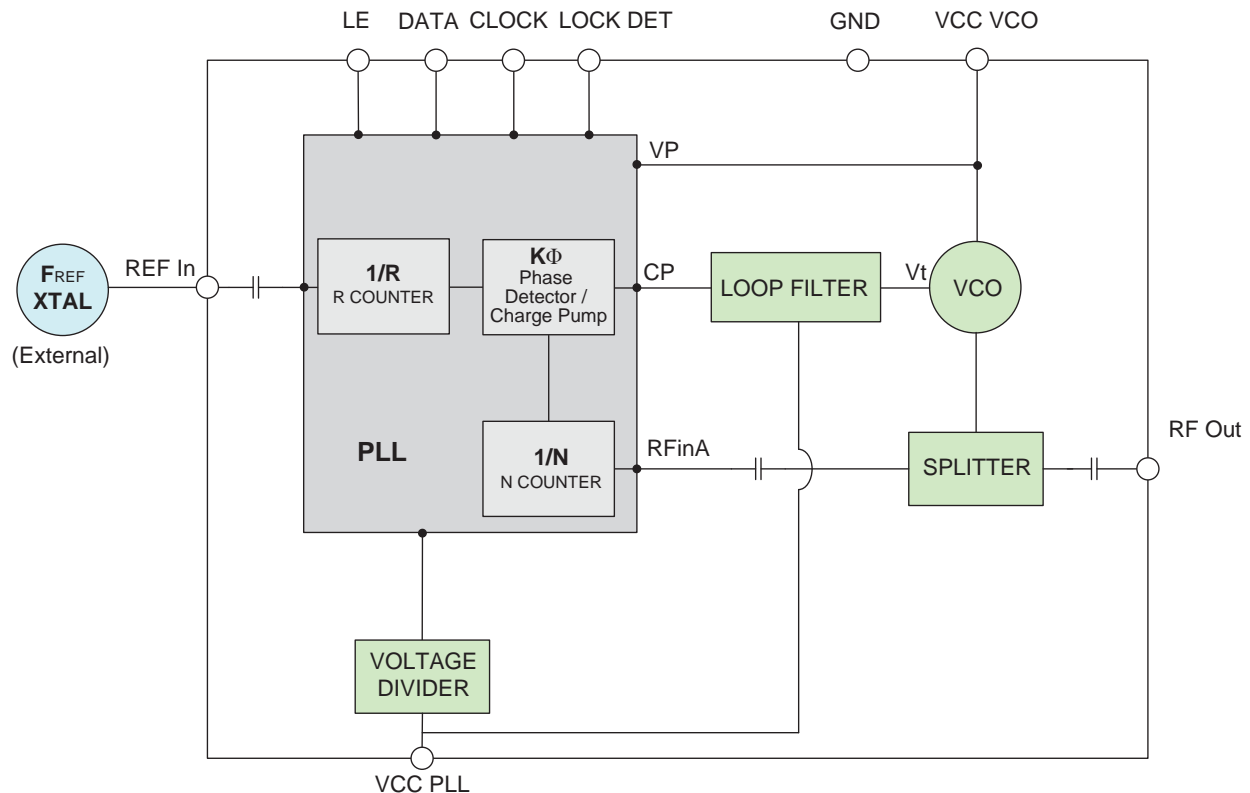 LE
DATA
CLOCK
LOCK DET
GND
VCC VCO
VP
FREF
XTAL
(External)
REF In
1/R
R COUNTER
KΦ
Phase
Detector /
Charge Pump
CP
LOOP FILTER
Vt
VCO
PLL
1/N
N COUNTER
RFinA
SPLITTER
RF Out
VOLTAGE
DIVIDER
VCC PLL